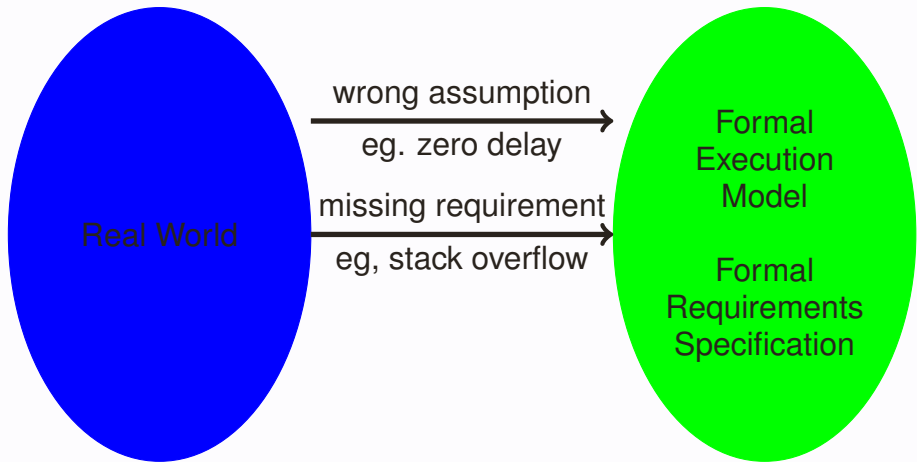 Real World
wrong assumption
eg. zero delay
missing requirement
eg, stack overflow
Formal
Execution
Model
Formal
Requirements
Specification